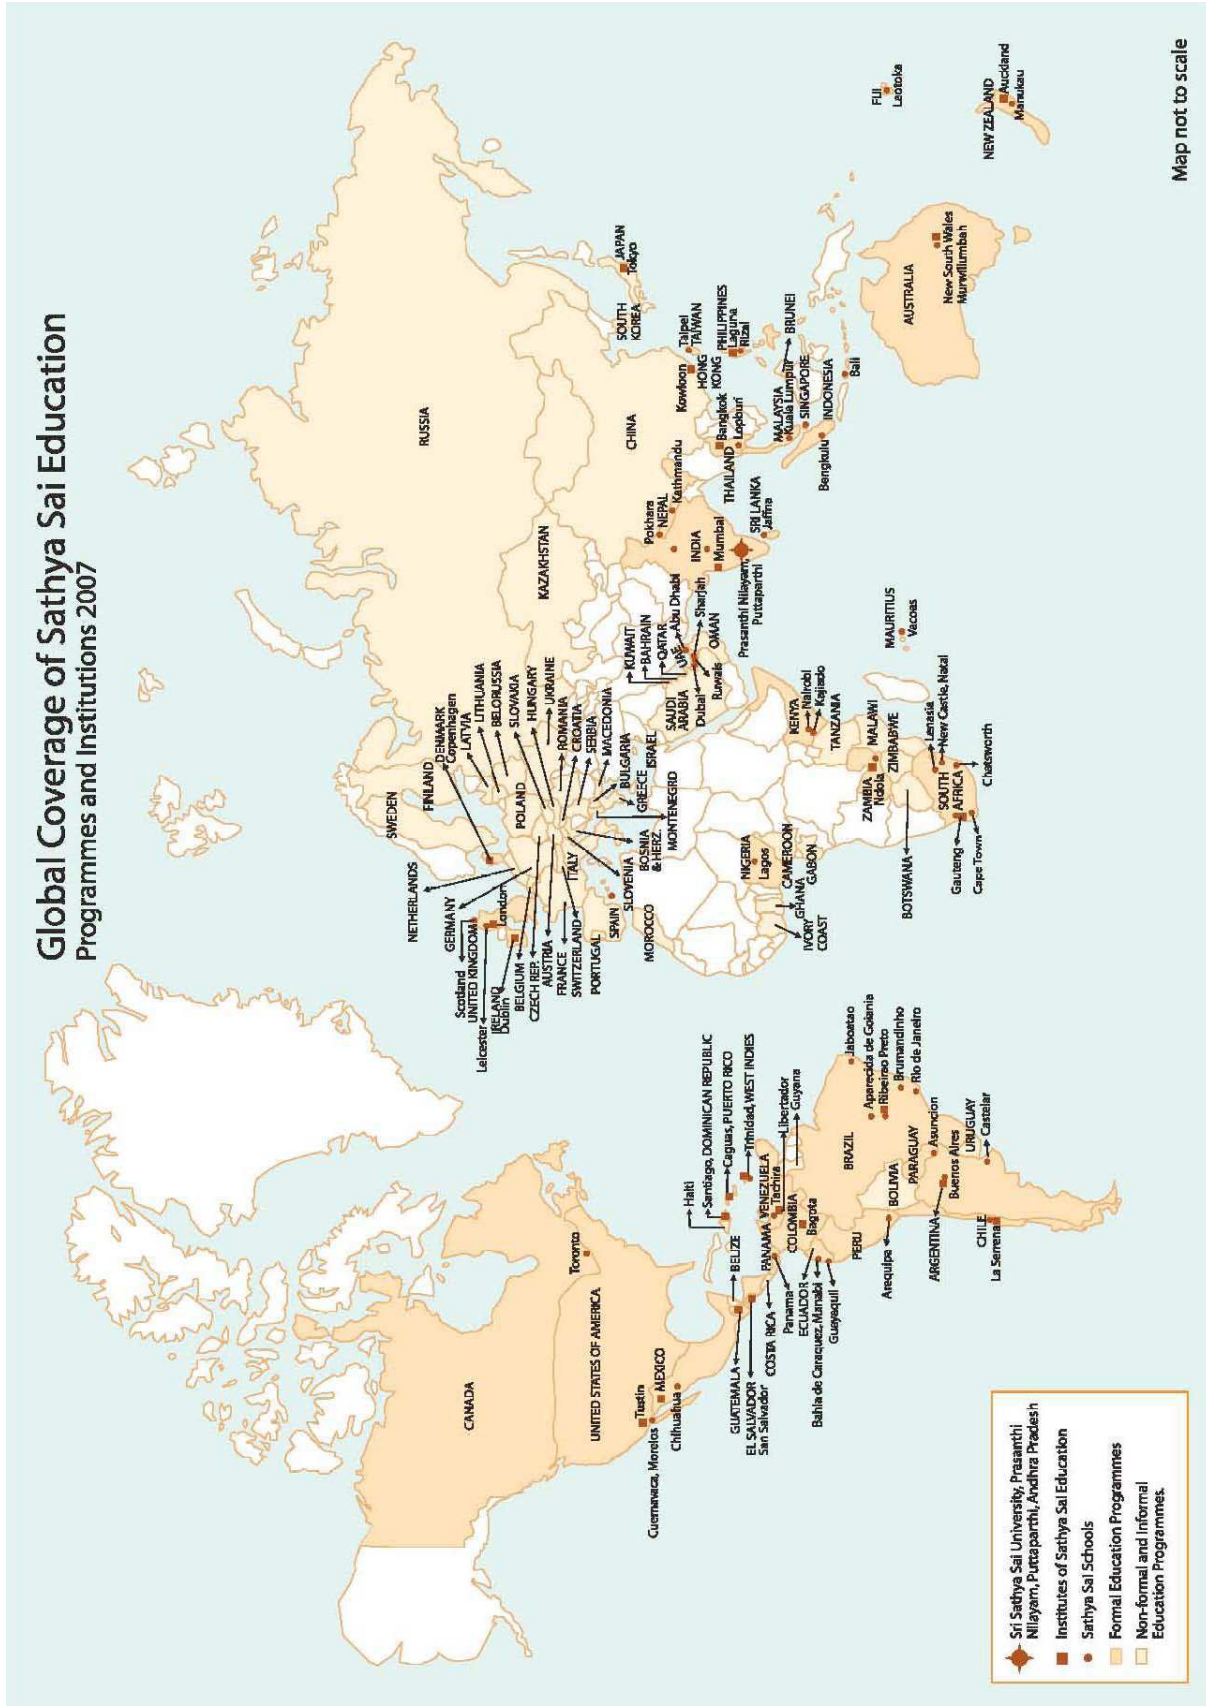 Global Coverage of Sathya Sai Education
Programmes and Institutions 2007
CANADA
Toronto
UNITED STATES OF AMERICA
Tustin
MEXICO
Cuernavaca, Morelos
Chihuahua
GUATEMALA
BELIZE
EL SALVADOR
San Salvador
COSTA RICA
PANAMA
Panama
Haiti
Santiago, DOMINICAN REPUBLIC
Caguas, PUERTO RICO
Trinidad, WEST INDIES
VENEZUELA
Tachira
Libertador
Guyana
COLOMBIA
Bagota
ECUADOR
Bahia de Caraquez, Manabi
Guayaquil
PERU
Arequipa
BRAZIL
Jaboatao
Aparecida de Goiania
Ribeirao Preto
Brumandinho
Rio de Janeiro
BOLIVIA
PARAGUAY
Asuncion
ARGENTINA
Buenos Aires
URUGUAY
Castelar
CHILE
La Serrena
NETHERLANDS
GERMANY
Scotland
UNITED KINGDOM
London
Leicester
IRELAND
Dublin
BELGIUM
CZECH REP.
AUSTRIA
FRANCE
SWITZERLAND
PORTUGAL
SPAIN
ITALY
SLOVENIA
BOSNIA
& HERZ.
MONTENEGRO
GREECE
BULGARIA
ISRAEL
MACEDONIA
SERBIA
CROATIA
ROMANIA
UKRAINE
HUNGARY
SLOVAKIA
BELORUSSIA
LITHUANIA
LATVIA
DENMARK
Copenhagen
FINLAND
SWEDEN
POLAND
RUSSIA
KAZAKHSTAN
CHINA
KUWAIT
BAHRAIN
QATAR
UAE
Abu Dhabi
Sharjah
OMAN
Ruwais
Dubai
SAUDI
ARABIA
MOROCCO
IVORY
COAST
GHANA
NIGERIA
Lagos
CAMEROON
GABON
KENYA
Nairobi
Kajiado
TANZANIA
MALAWI
ZAMBIA
Ndola
ZIMBABWE
BOTSWANA
SOUTH
AFRICA
Lenasia
New Castle, Natal
Chatsworth
Gauteng
Cape Town
MAURITIUS
Vacoas
Pokhara
NEPAL
Kathmandu
INDIA
Mumbai
Prasanthi Nilayam,
Puttaparthi
SRI LANKA
Jaffna
THAILAND
Bangkok
Lopburi
Kowloon
HONG
KONG
Taipei
TAIWAN
SOUTH
KOREA
JAPAN
Tokyo
PHILIPPINES
Laguna
Rizal
MALAYSIA
Kuala Lumpur
BRUNEI
SINGAPORE
INDONESIA
Bengkulu
Bali
AUSTRALIA
New South Wales
Murwillumbah
FIJI
Laotoka
NEW ZEALAND
Auckland
Manukau
Sri Sathya Sai University, Prasanthi
Nilayam, Puttaparthi, Andhra Pradesh
Institutes of Sathya Sai Education
Sathya Sai Schools
Formal Education Programmes
Non-formal and Informal
Education Programmes.
Map not to scale